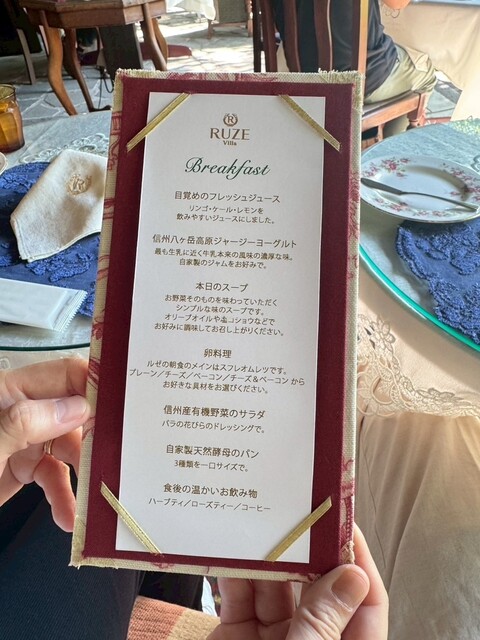 R
RUZE
Villa
Breakfast
目覚めのフレッシュジュース
リンゴ・ケール・レモンを
飲みやすいジュースにしました。
信州八ヶ岳高原ジャージーヨーグルト
最も生乳に近く牛乳本来の風味の濃厚な味。
自家製のジャムをお好みで。
本日のスープ
お野菜そのものを味わっていただく
シンプルな味のスープです。
オリーブオイルや塩コショウなどで
お好みに調味してお召し上がりください。
卵料理
ルゼの朝食のメインはスフレオムレツです。
プレーン／チーズ／ベーコン／チーズ＆ベーコン から
お好きな具材をお選びください。
信州産有機野菜のサラダ
バラの花びらのドレッシングで。
自家製天然酵母のパン
3種類を一口サイズで。
食後の温かいお飲み物
ハーブティ／ローズティー／コーヒー